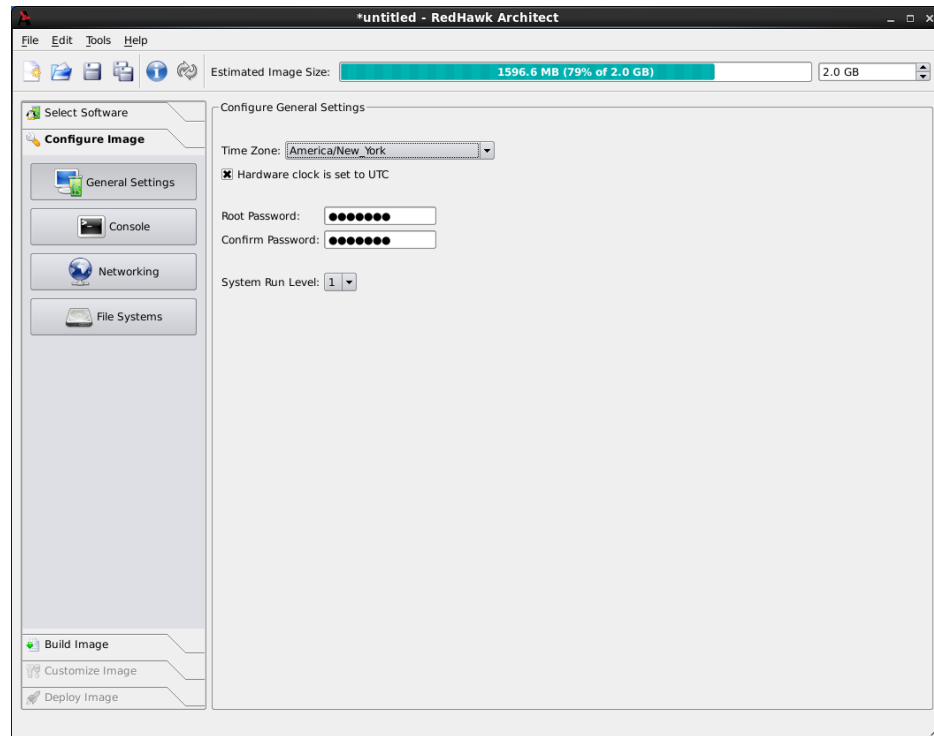 *untitled - RedHawk Architect
File Edit Tools Help
Estimated Image Size: 1596.6 MB (79% of 2.0 GB) 2.0 GB
Select Software
Configure Image
General Settings
Console
Networking
File Systems
Build Image
Customize Image
Deploy Image
Configure General Settings
Time Zone: America/New_York
Hardware clock is set to UTC
Root Password: ●●●●●●●
Confirm Password: ●●●●●●●
System Run Level: 1